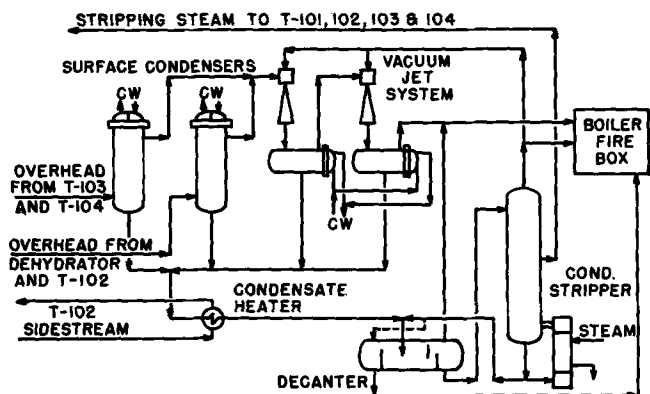 STRIPPING STEAM TO T-101, 102, 103 & 104
SURFACE CONDENSERS
CW
CW
VACUUM
JET
SYSTEM
BOILER
FIRE
BOX
OVERHEAD
FROM T-103
AND T-104
CW
OVERHEAD FROM
DEHYDRATOR
AND T-102
COND.
STRIPPER
CONDENSATE
HEATER
T-102
SIDESTREAM
STEAM
DECANTER